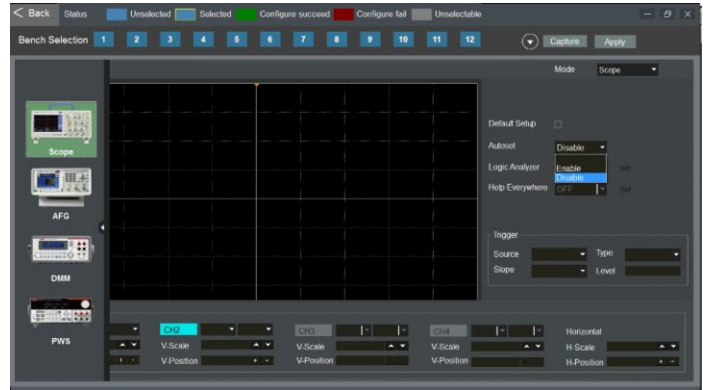 < Back Status Unselected Selected Configure succeed Configure fail Unselectable
Bench Selection 1 2 3 4 5 6 7 8 9 10 11 12 Capture Apply
Mode Scope
Scope
AFG
DMM
PWS
Default Setup
Autoset Disable
Enable
Disable
Logic Analyzer Set
Help Everywhere OFF Set
Trigger
Source Type
Slope Level
CH2 CH3 CH4 Horizontal
V-Scale V-Scale V-Scale H-Scale
V-Position V-Position V-Position H-Position